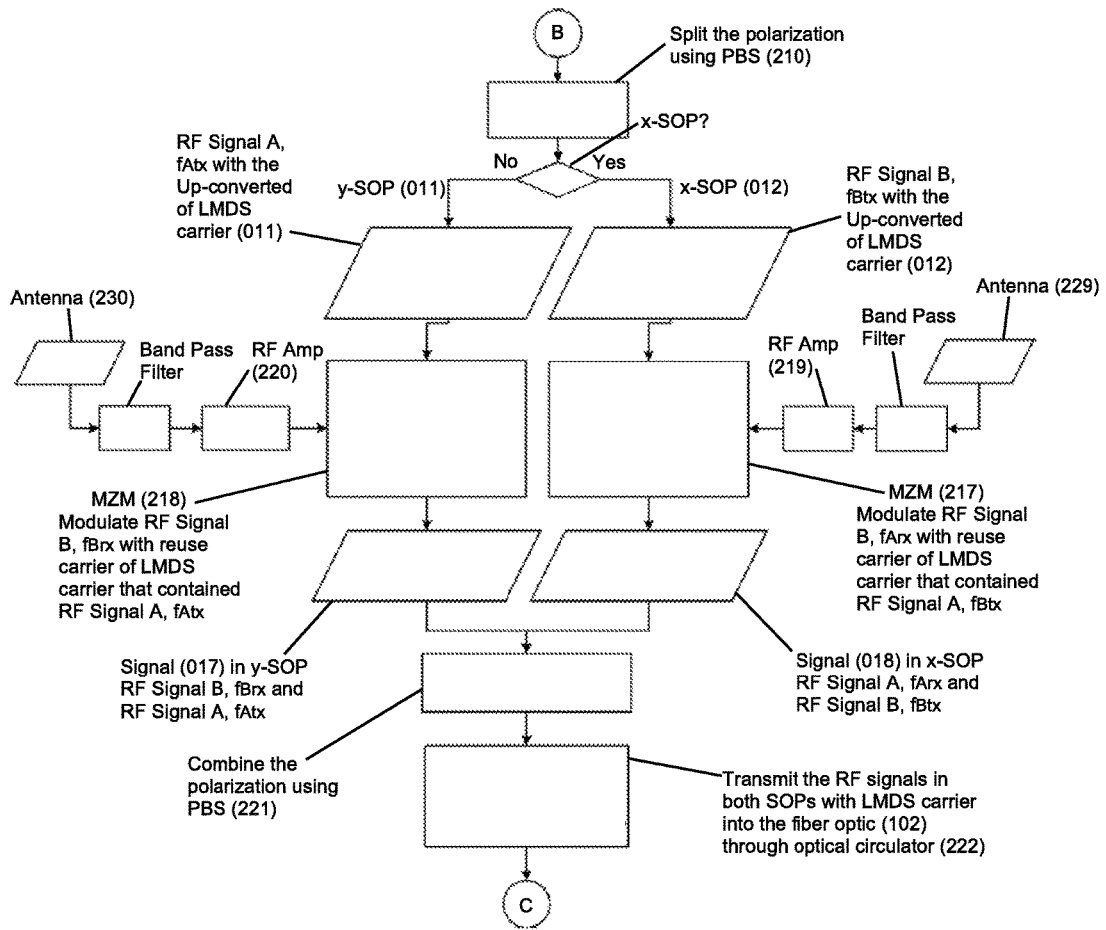 B
Split the polarization
using PBS (210)
x-SOP?
No
Yes
y-SOP (011)
x-SOP (012)
RF Signal A,
fAtx with the
Up-converted
of LMDS
carrier (011)
RF Signal B,
fBtx with the
Up-converted
of LMDS
carrier (012)
Antenna (230)
Band Pass
Filter
RF Amp
(220)
RF Amp
(219)
Band Pass
Filter
Antenna (229)
MZM (218)
Modulate RF Signal
B, fBrx with reuse
carrier of LMDS
carrier that contained
RF Signal A, fAtx
MZM (217)
Modulate RF Signal
B, fArx with reuse
carrier of LMDS
carrier that contained
RF Signal A, fBtx
Signal (017) in y-SOP
RF Signal B, fBrx and
RF Signal A, fAtx
Signal (018) in x-SOP
RF Signal A, fArx and
RF Signal B, fBtx
Combine the
polarization using
PBS (221)
Transmit the RF signals in
both SOPs with LMDS carrier
into the fiber optic (102)
through optical circulator (222)
C